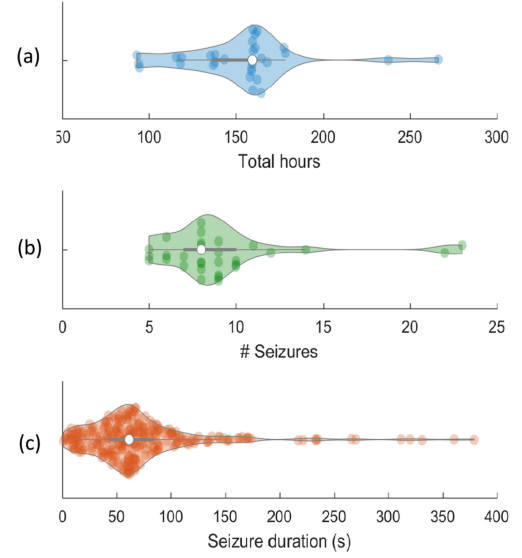 (a)
50 100 150 200 250 300
Total hours
(b)
0 5 10 15 20 25
# Seizures
(c)
0 50 100 150 200 250 300 350 400
Seizure duration (s)